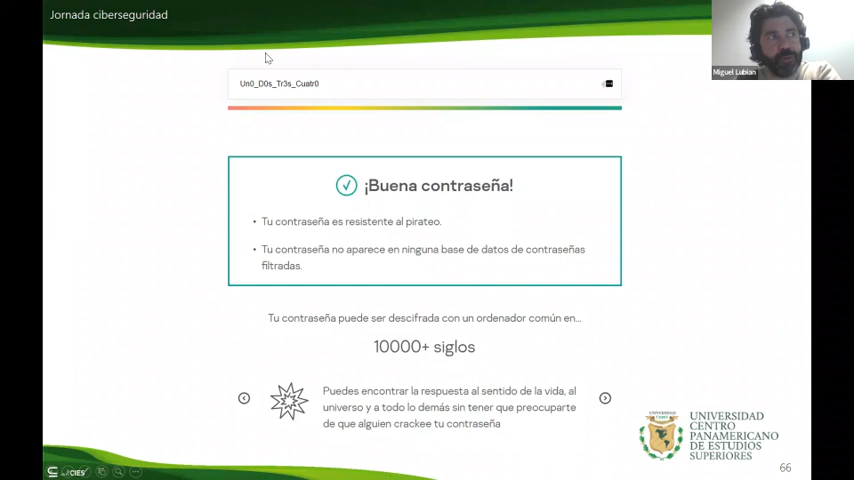 Jornada ciberseguridad
Miguel Lubian
Un0_D0s_Tr3s_Cuatr0
¡Buena contraseña!
• Tu contraseña es resistente al pirateo.
• Tu contraseña no aparece en ninguna base de datos de contraseñas
filtradas.
Tu contraseña puede ser descifrada con un ordenador común en...
10000+ siglos
Puedes encontrar la respuesta al sentido de la vida, al
universo y a todo lo demás sin tener que preocuparte
de que alguien crackee tu contraseña
UNIVERSIDAD
CENTRO
PANAMERICANO
DE ESTUDIOS
SUPERIORES
66